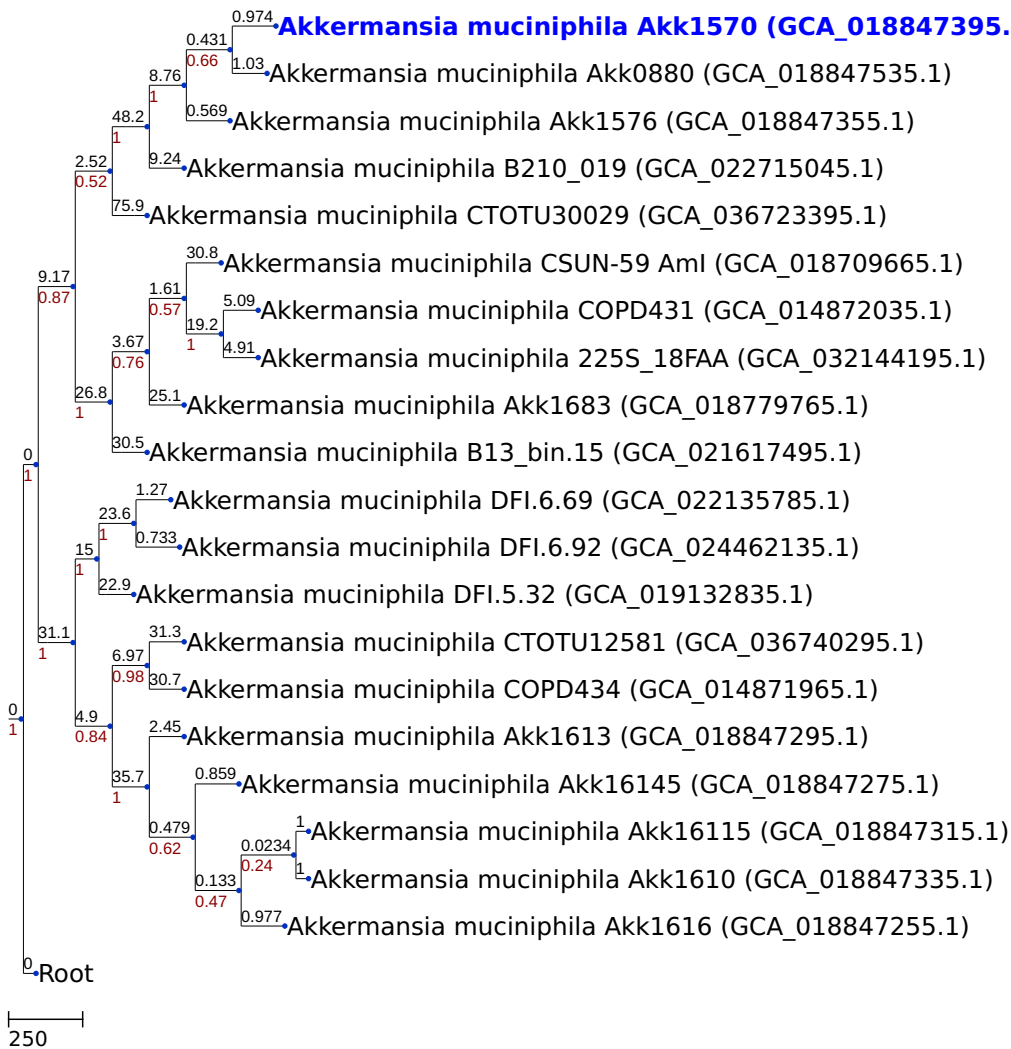 0.974
Akkermansia muciniphila Akk1570 (GCA_018847395.
0.431
0.66
1.03
Akkermansia muciniphila Akk0880 (GCA_018847535.1)
8.76
1
0.569
Akkermansia muciniphila Akk1576 (GCA_018847355.1)
48.2
1
9.24
Akkermansia muciniphila B210_019 (GCA_022715045.1)
2.52
0.52
75.9
Akkermansia muciniphila CTOTU30029 (GCA_036723395.1)
30.8
Akkermansia muciniphila CSUN-59 AmI (GCA_018709665.1)
9.17
0.87
1.61
0.57
5.09
Akkermansia muciniphila COPD431 (GCA_014872035.1)
19.2
1
3.67
0.76
4.91
Akkermansia muciniphila 225S_18FAA (GCA_032144195.1)
26.8
1
25.1
Akkermansia muciniphila Akk1683 (GCA_018779765.1)
30.5
Akkermansia muciniphila B13_bin.15 (GCA_021617495.1)
0
1
1.27
Akkermansia muciniphila DFI.6.69 (GCA_022135785.1)
23.6
1
0.733
Akkermansia muciniphila DFI.6.92 (GCA_024462135.1)
15
1
22.9
Akkermansia muciniphila DFI.5.32 (GCA_019132835.1)
31.1
1
31.3
Akkermansia muciniphila CTOTU12581 (GCA_036740295.1)
6.97
0.98
30.7
Akkermansia muciniphila COPD434 (GCA_014871965.1)
0
1
4.9
0.84
2.45
Akkermansia muciniphila Akk1613 (GCA_018847295.1)
35.7
1
0.859
Akkermansia muciniphila Akk16145 (GCA_018847275.1)
0.479
0.62
1
Akkermansia muciniphila Akk16115 (GCA_018847315.1)
0.0234
0.24
1
Akkermansia muciniphila Akk1610 (GCA_018847335.1)
0.133
0.47
0.977
Akkermansia muciniphila Akk1616 (GCA_018847255.1)
0
Root
250